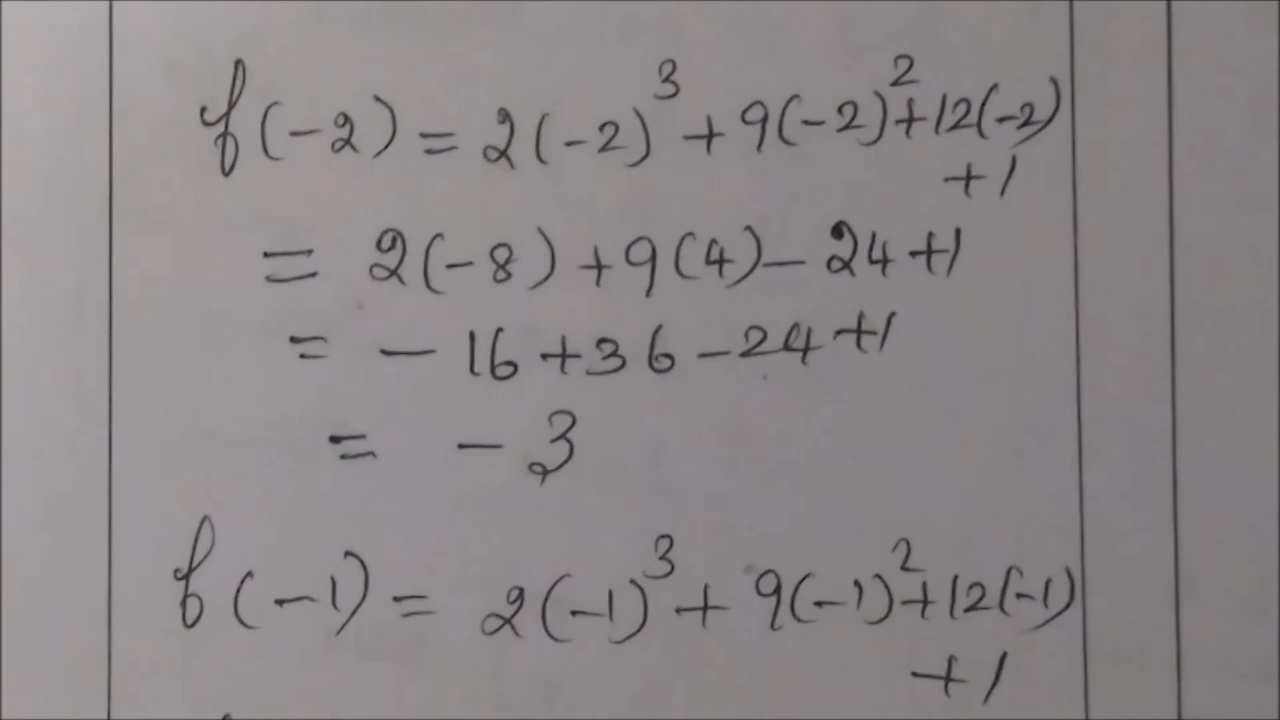 f(-2) = 2(-2)³ + 9(-2)² + 12(-2)
+1
= 2(-8) + 9(4) - 24 + 1
= - 16 + 36 - 24 + 1
= - 3
f(-1) = 2(-1)³ + 9(-1)² + 12(-1)
+1